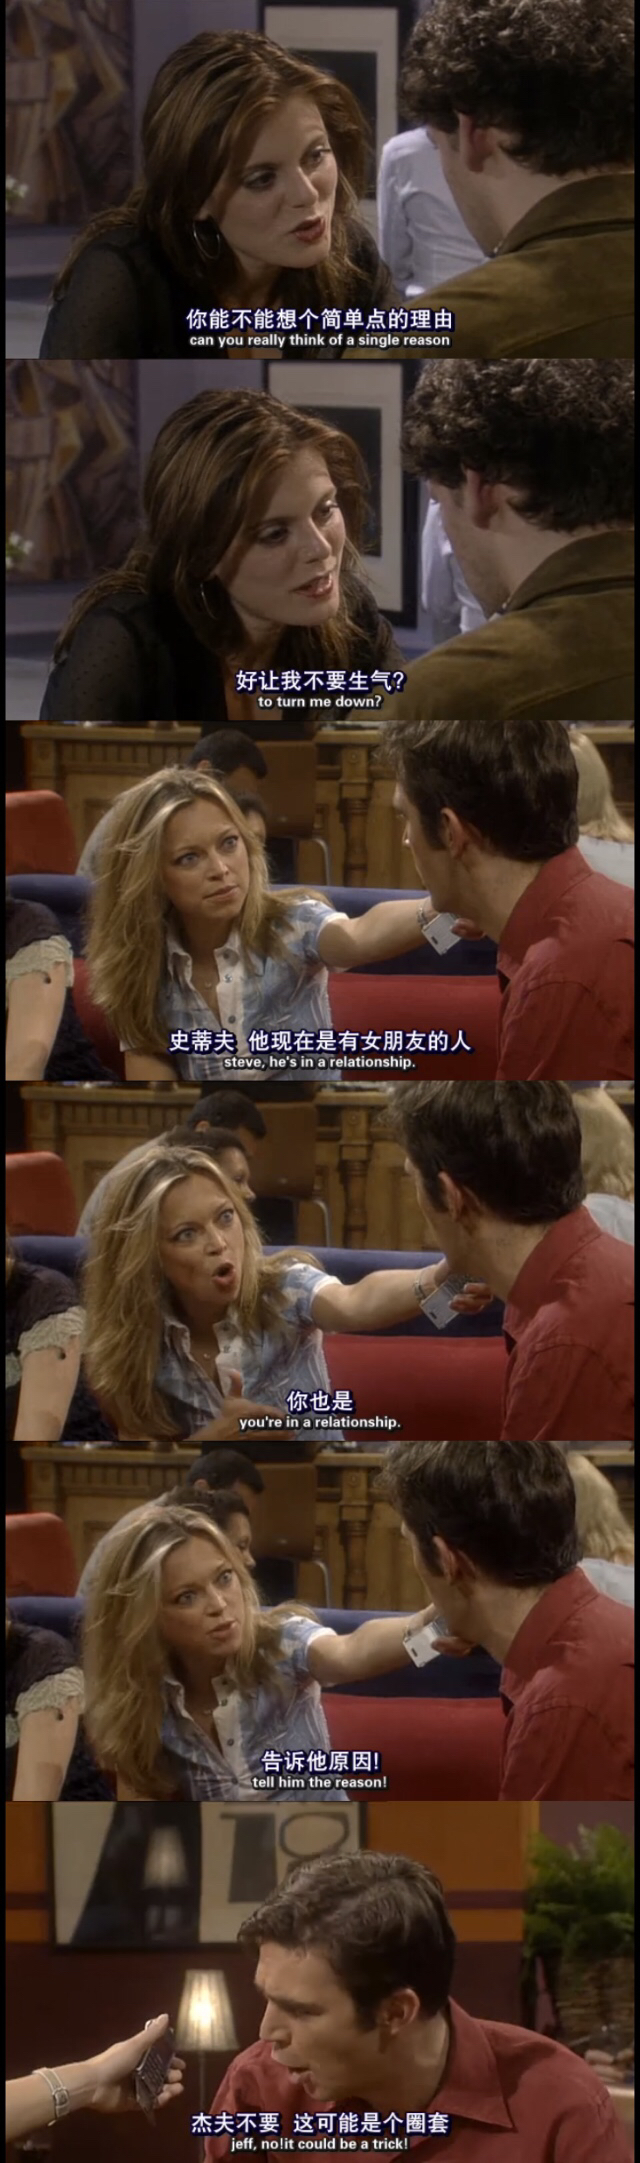 你能不能想个简单点的理由
can you really think of a single reason
好让我不要生气?
to turn me down?
史蒂夫 他现在是有女朋友的人
steve, he's in a relationship.
你也是
you're in a relationship.
告诉他原因!
tell him the reason!
杰夫不要 这可能是个圈套
jeff, no!it could be a trick!